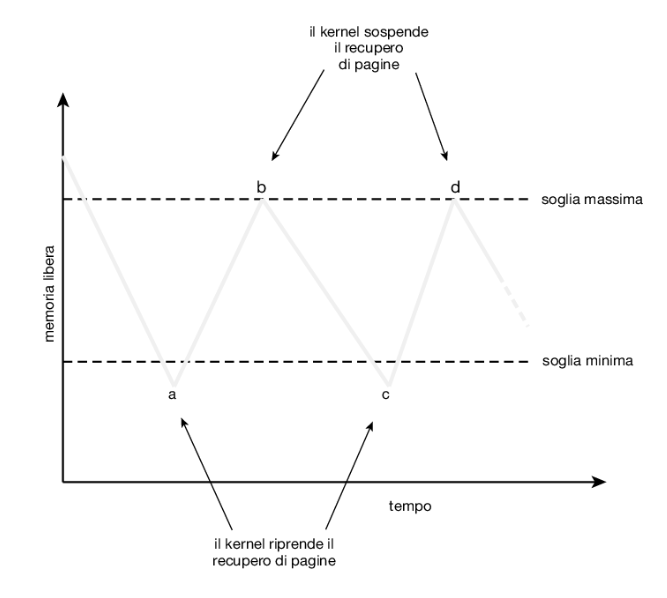 il kernel sospende
il recupero
di pagine
b
d
soglia massima
memoria libera
soglia minima
a
c
tempo
il kernel riprende il
recupero di pagine